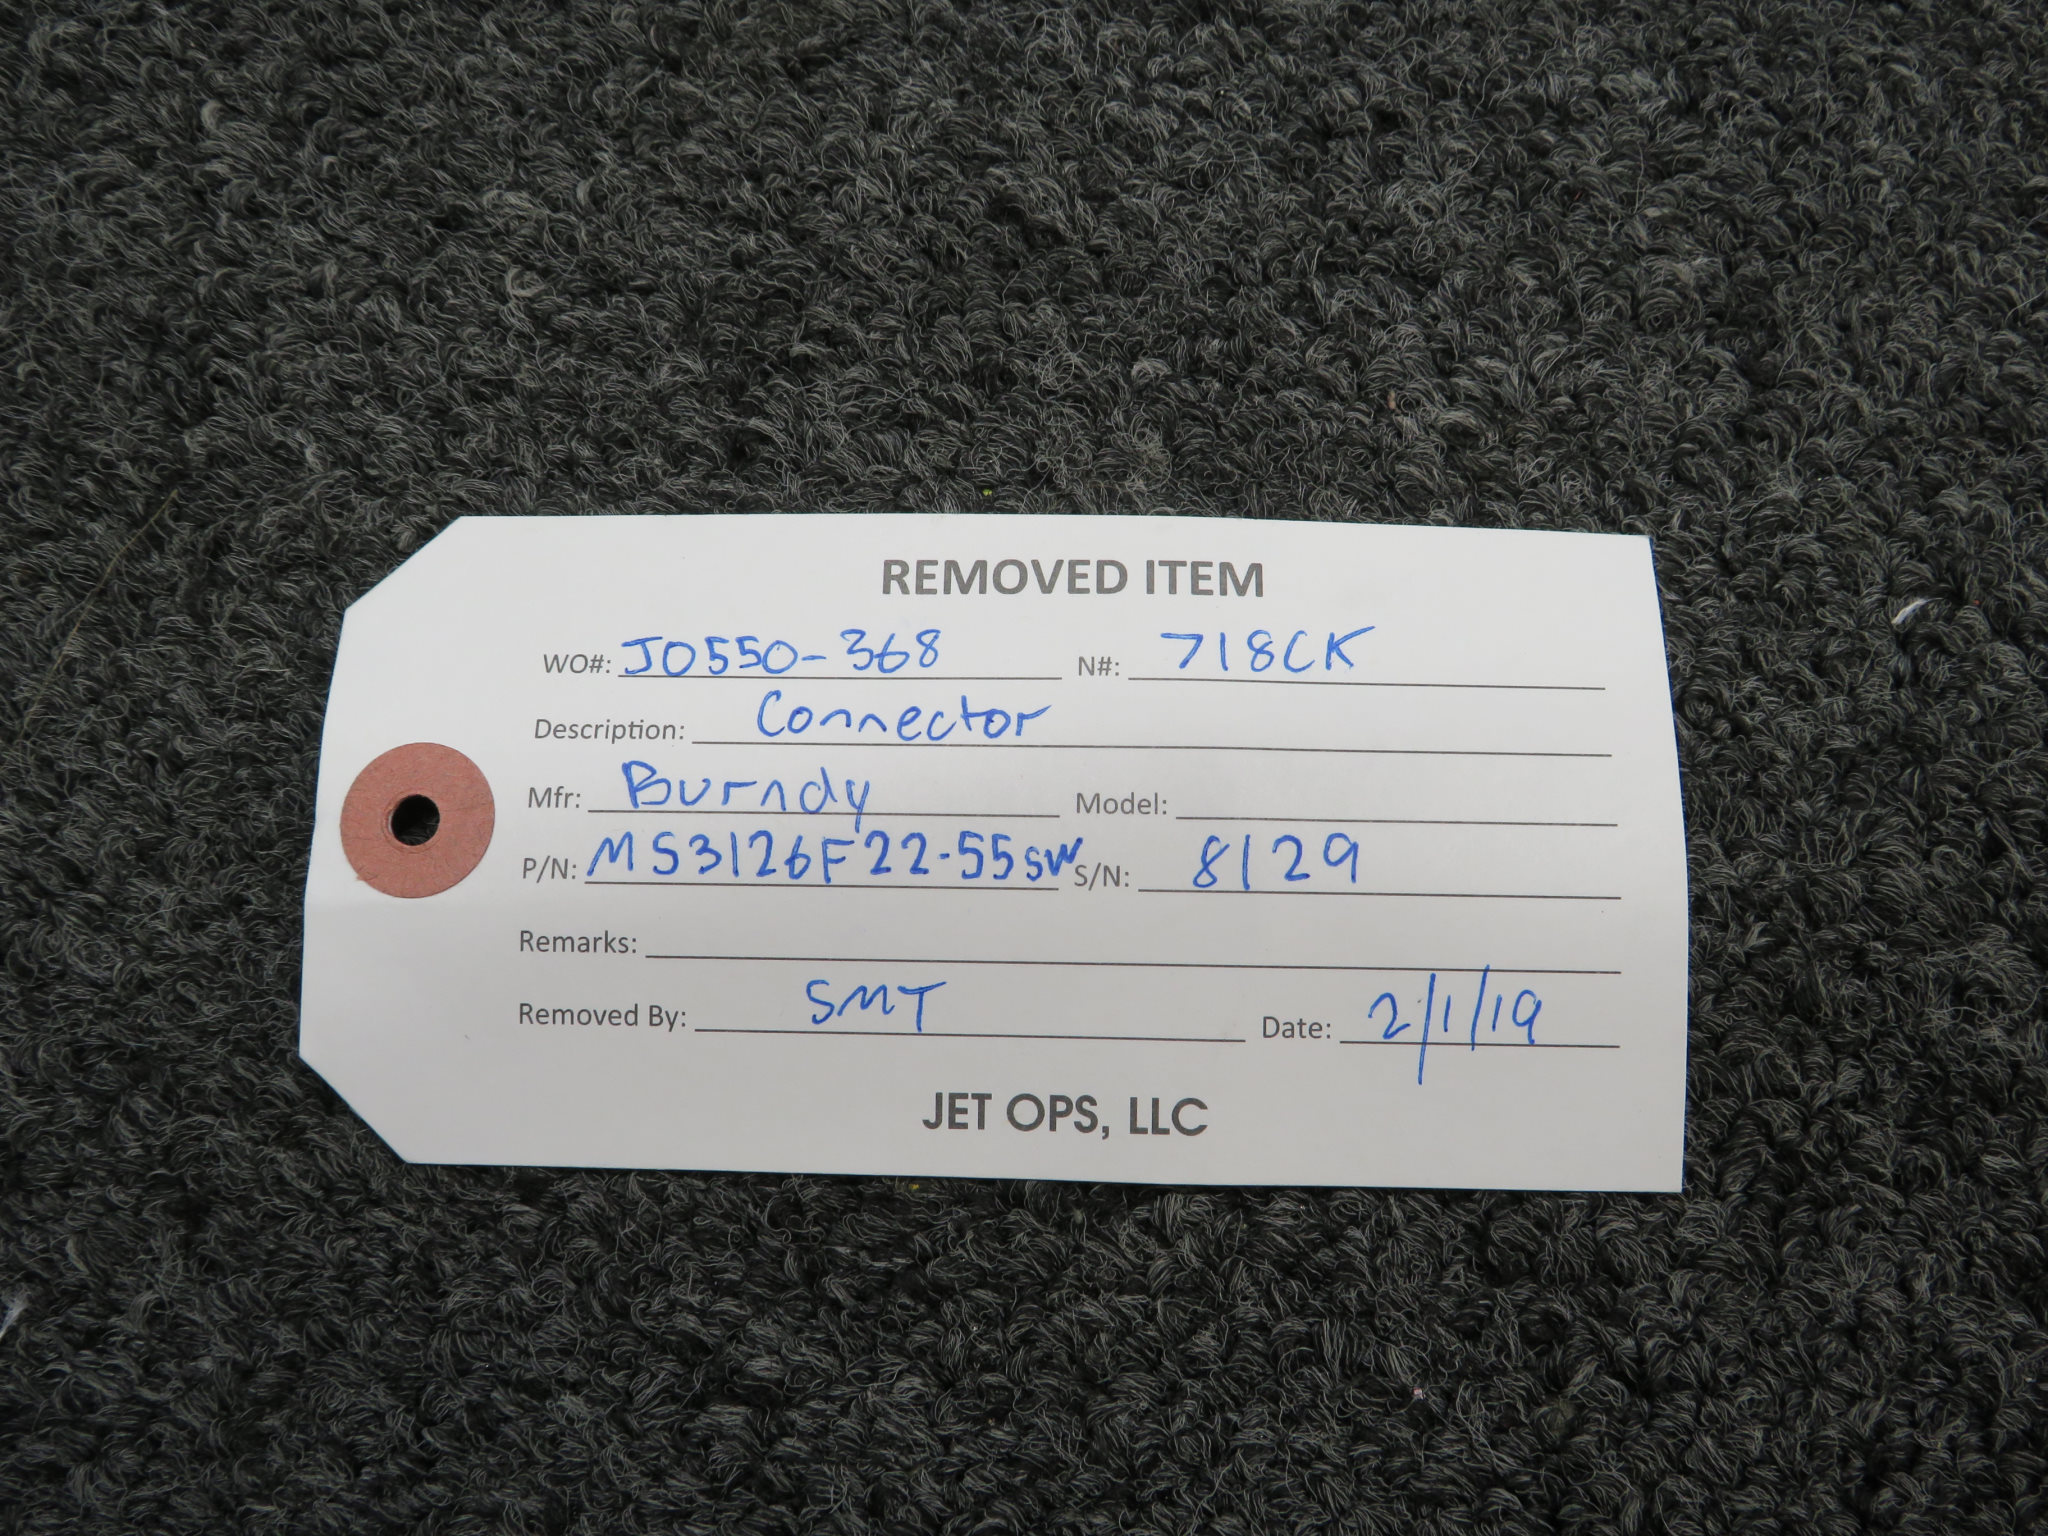 REMOVED ITEM
WO#: JO550-368 N#: 718CK
Description: Connector
Mfr: Burndy Model:
P/N: MS3126F22-55SW S/N: 8129
Remarks:
Removed By: SMT Date: 2/1/19
JET OPS, LLC